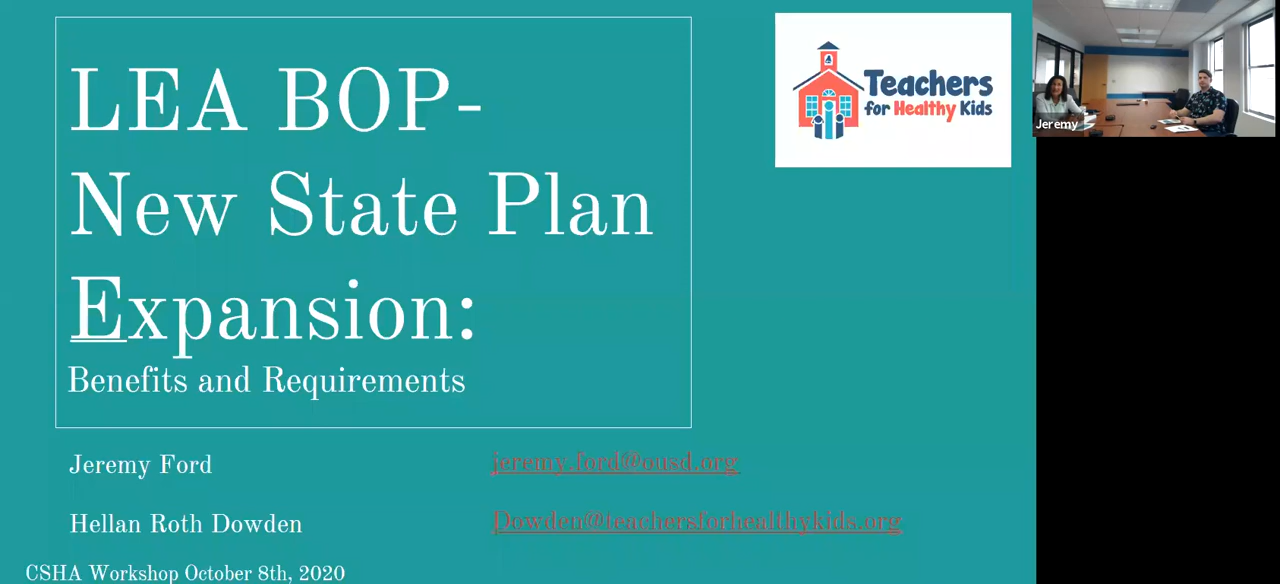 LEA BOP-
New State Plan
Expansion:
Benefits and Requirements
Teachers
for Healthy Kids
Jeremy
Jeremy Ford
jeremy.ford@ousd.org
Hellan Roth Dowden
Dowden@teachersforhealthykids.org
CSHA Workshop October 8th, 2020